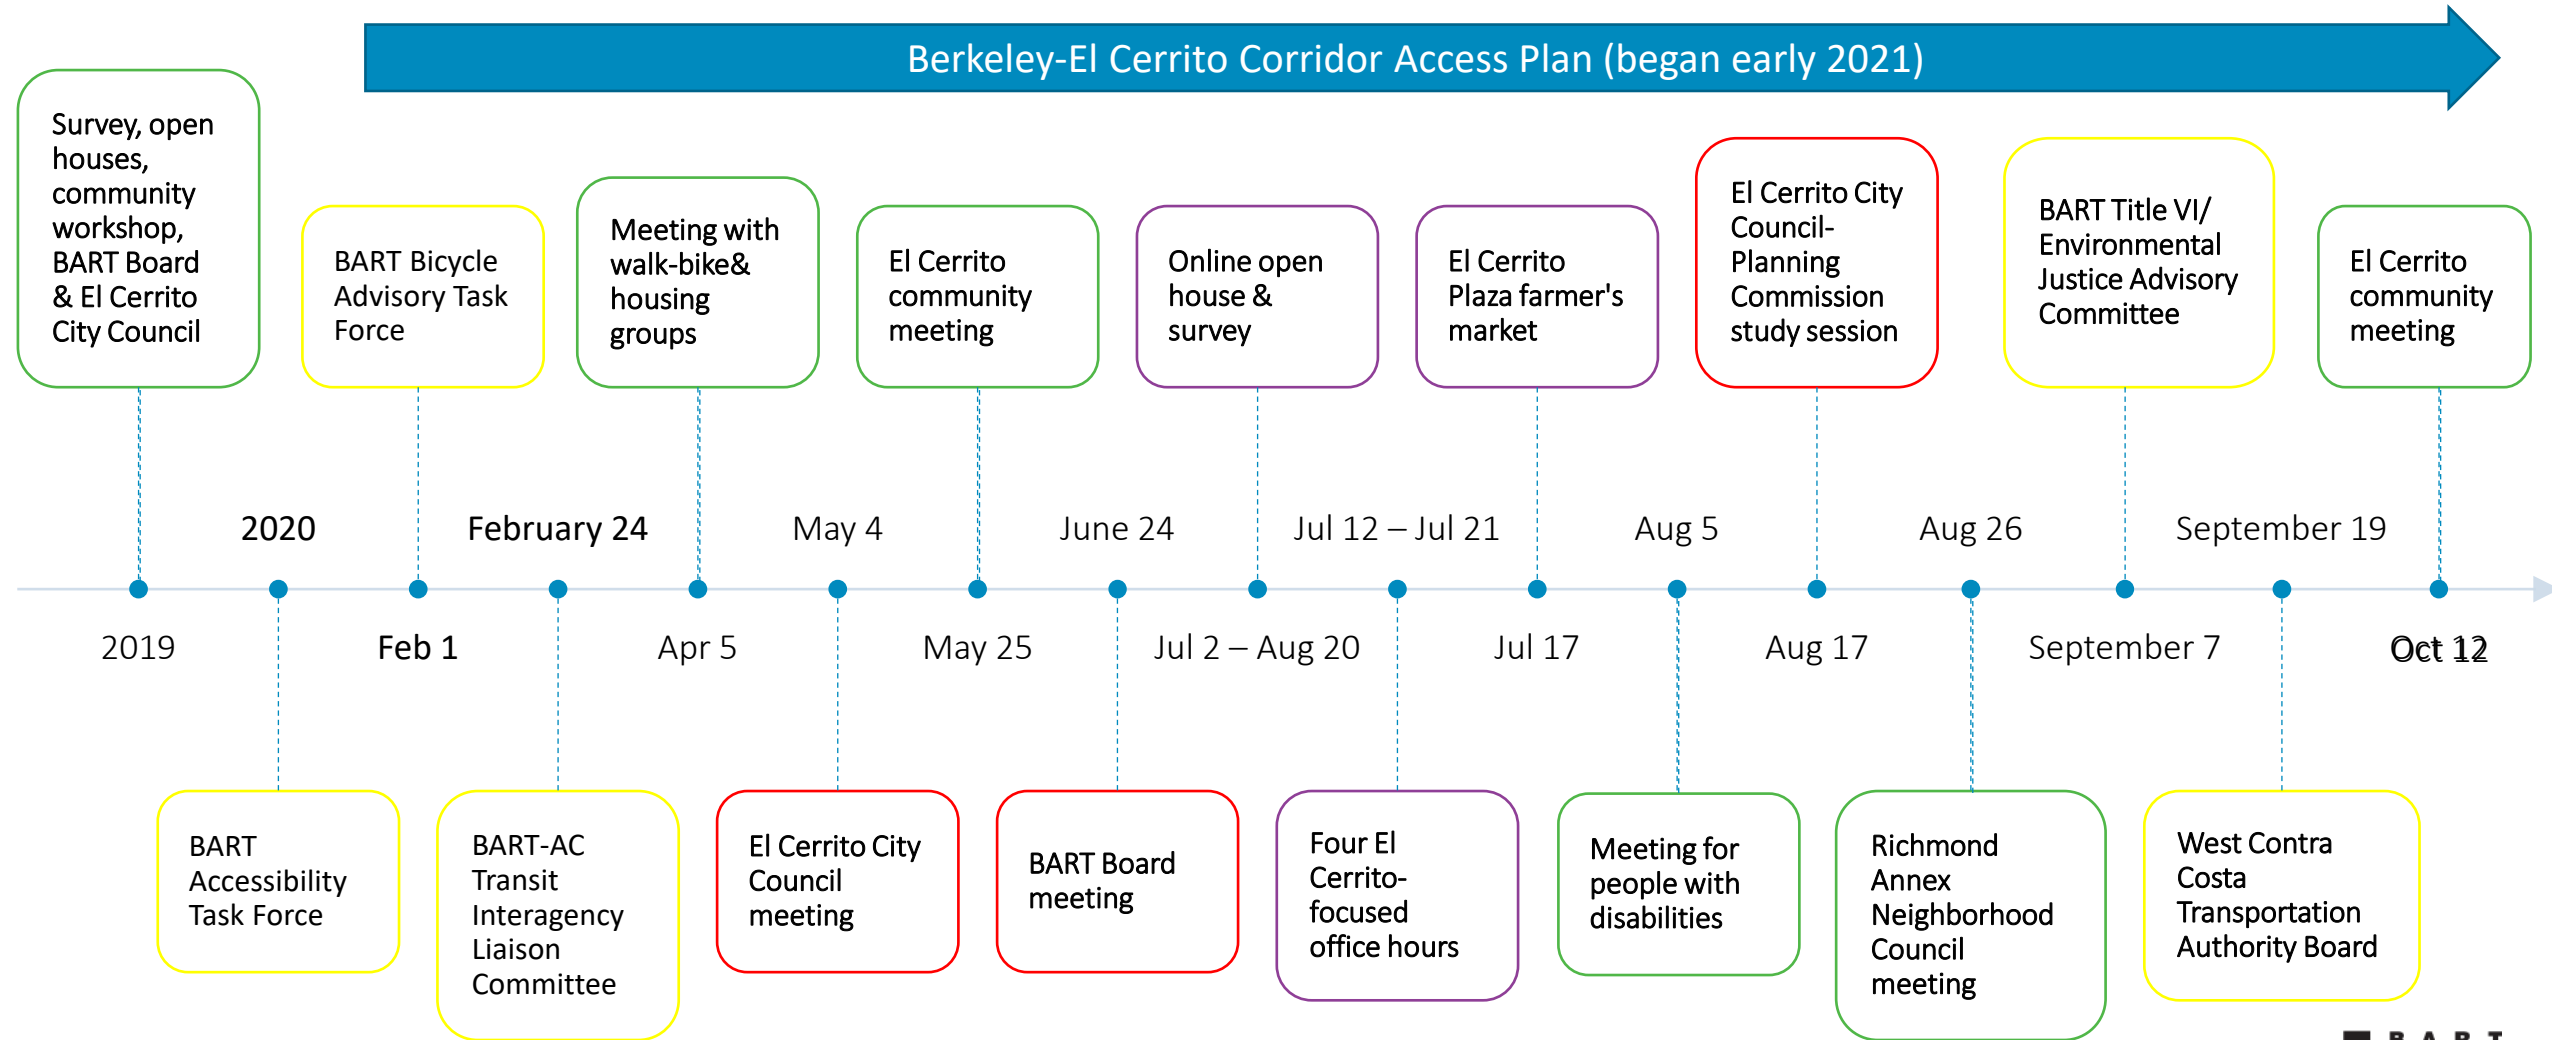 Berkeley-El Cerrito Corridor Access Plan (began early 2021)
Survey, open
houses,
community
workshop,
BART Board
& El Cerrito
City Council
BART Bicycle
Advisory Task
Force
Meeting with
walk-bike&
housing
groups
El Cerrito
community
meeting
Online open
house &
survey
El Cerrito
Plaza farmer's
market
El Cerrito City
Council-
Planning
Commission
study session
BART Title VI/
Environmental
Justice Advisory
Committee
El Cerrito
community
meeting
2020
February 24
May 4
June 24
Jul 12 – Jul 21
Aug 5
Aug 26
September 19
2019
Feb 1
Apr 5
May 25
Jul 2 – Aug 20
Jul 17
Aug 17
September 7
Oct 12
BART
Accessibility
Task Force
BART-AC
Transit
Interagency
Liaison
Committee
El Cerrito City
Council
meeting
BART Board
meeting
Four El
Cerrito-
focused
office hours
Meeting for
people with
disabilities
Richmond
Annex
Neighborhood
Council
meeting
West Contra
Costa
Transportation
Authority Board
BART